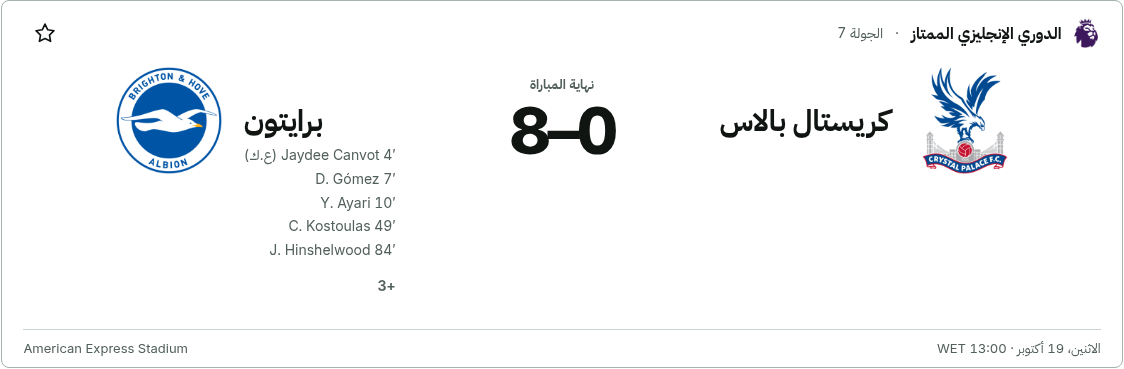 الدوري الإنجليزي الممتاز · الجولة 7
CRYSTAL PALACE F.C.
كريستال بالاس
نهاية المباراة
8–0
BRIGHTON & HOVE
ALBION
برايتون
Jaydee Canvot 4′ (ع.ك)
D. Gómez 7′
Y. Ayari 10′
C. Kostoulas 49′
J. Hinshelwood 84′
3+
الاثنين، 19 أكتوبر · 13:00 WET
American Express Stadium